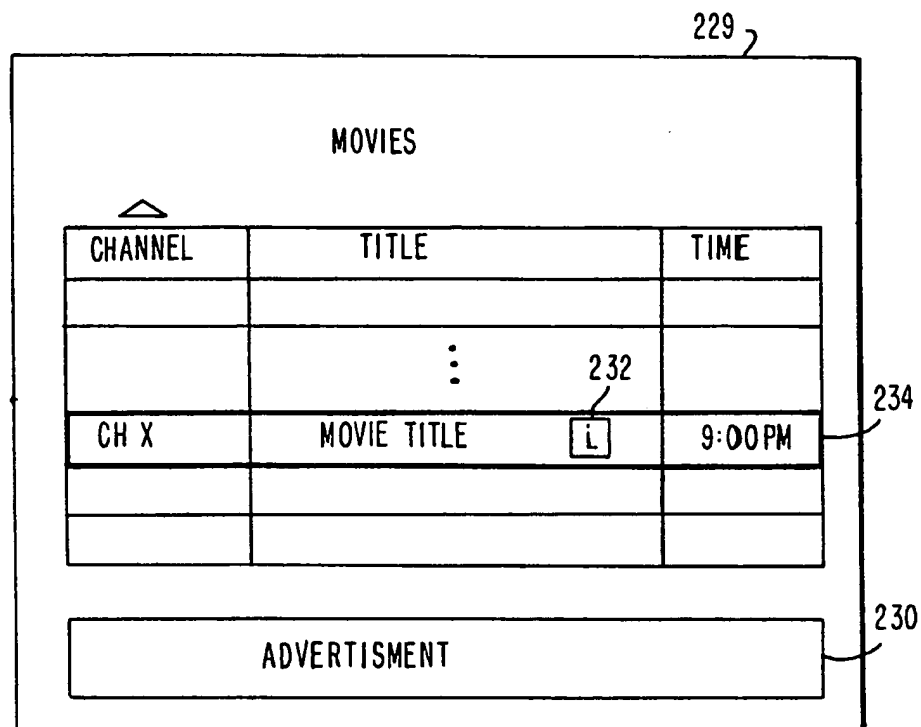 229
MOVIES
CHANNEL TITLE TIME
232
234
CH X MOVIE TITLE i 9:00PM
230
ADVERTISMENT